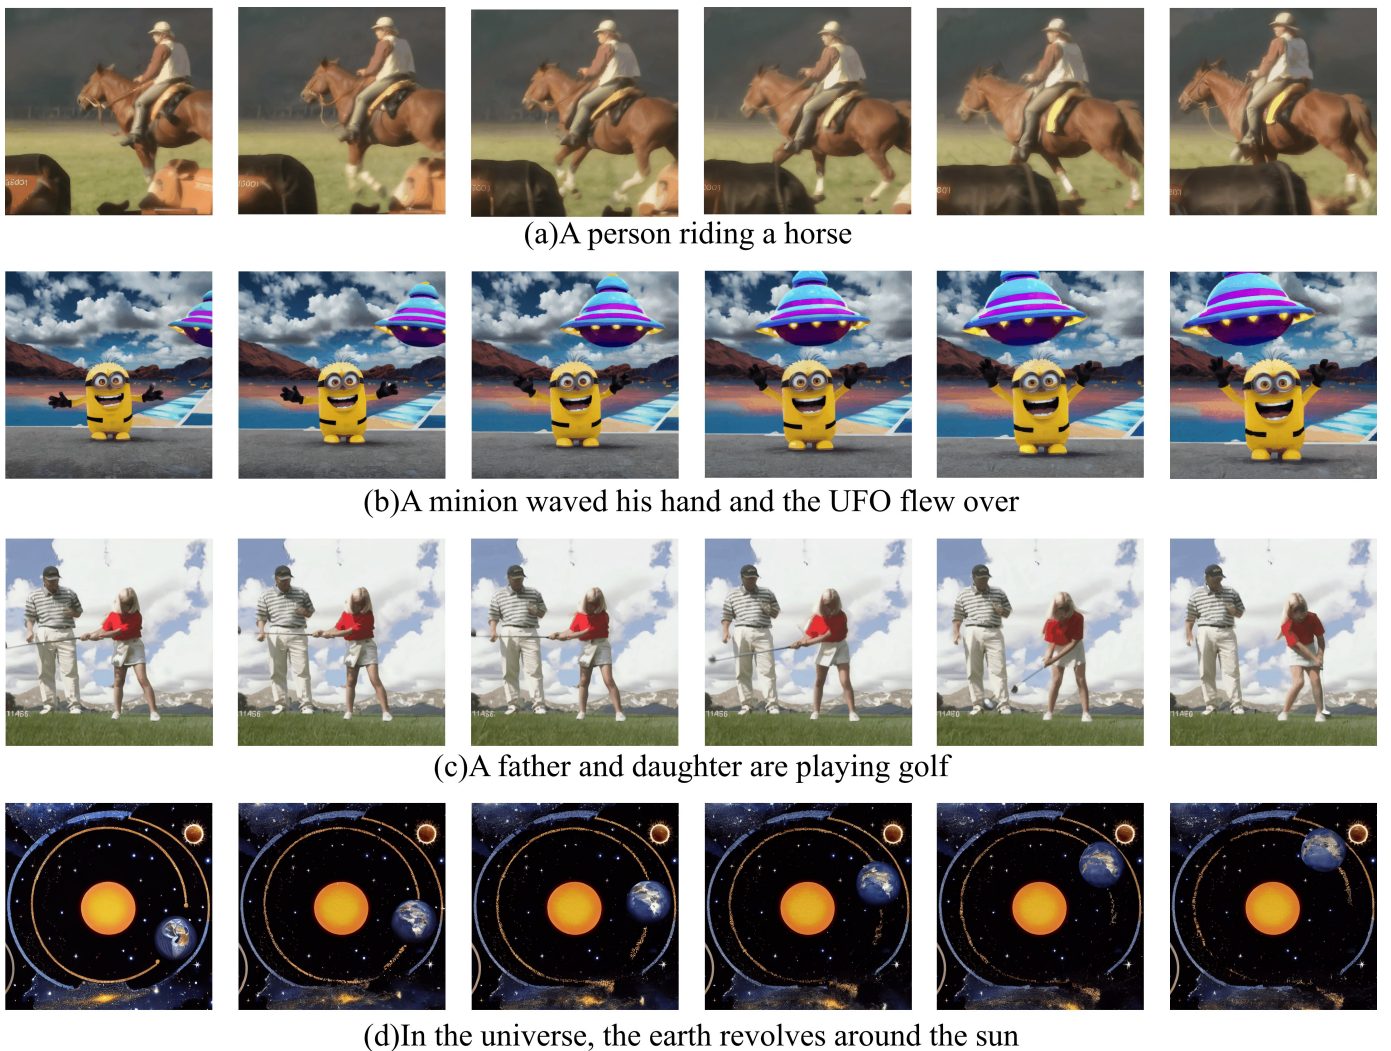 (a)A person riding a horse
(b)A minion waved his hand and the UFO flew over
(c)A father and daughter are playing golf
(d)In the universe, the earth revolves around the sun